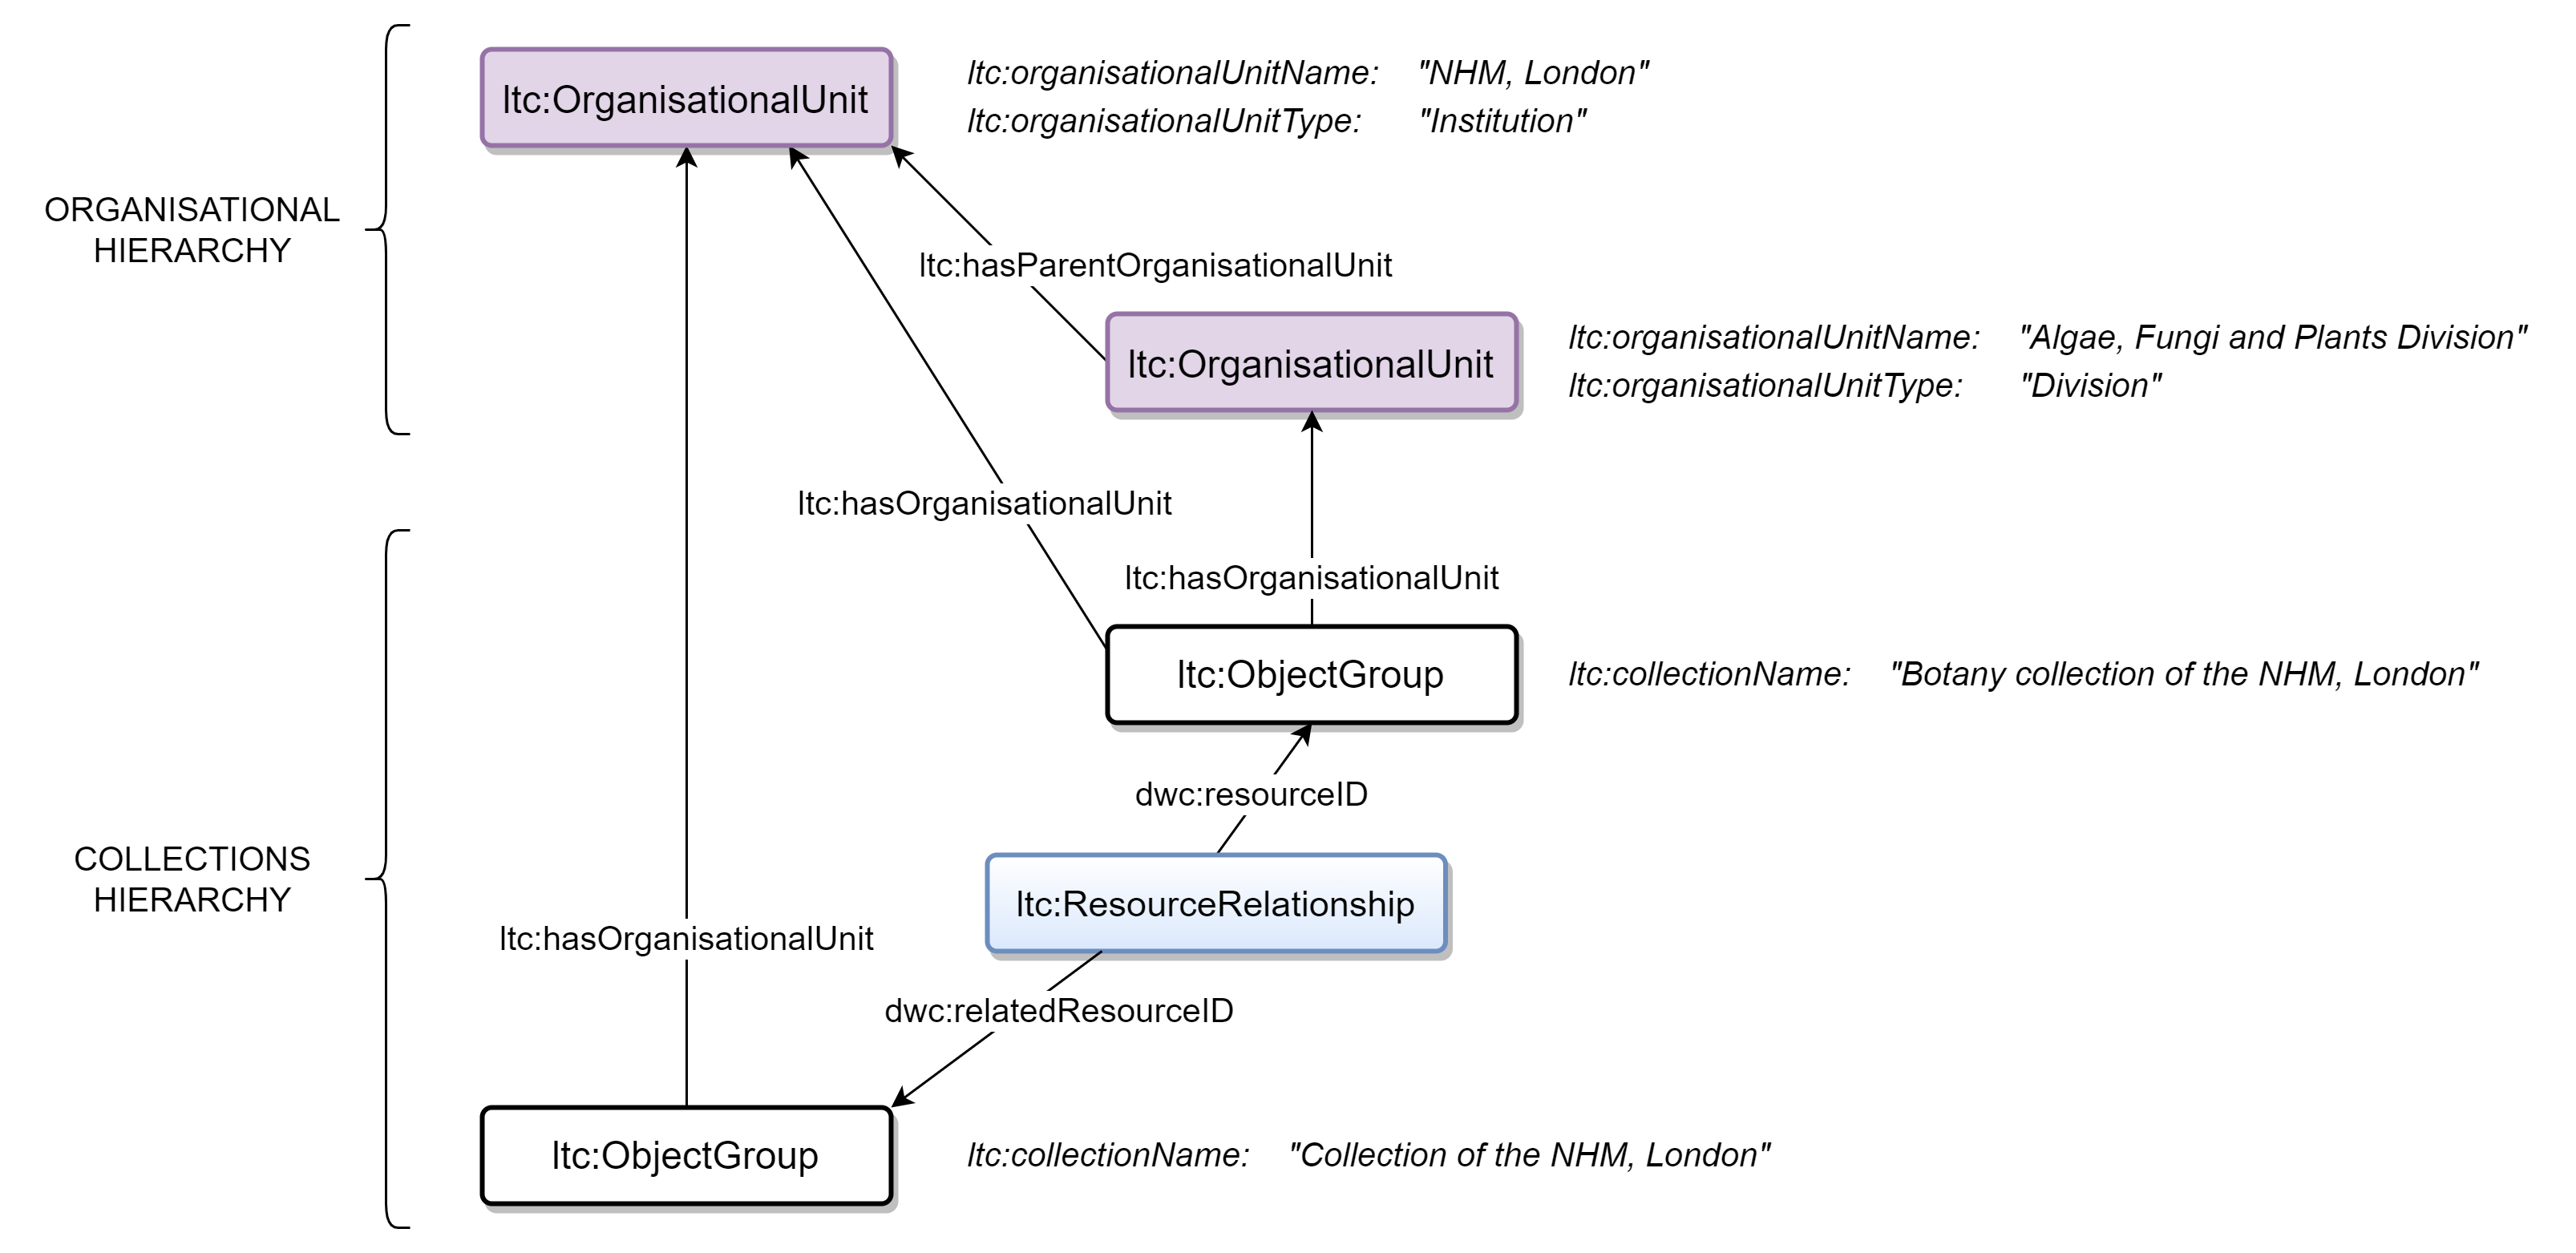 ltc:OrganisationalUnit
ltc:organisationalUnitName: "NHM, London"
ltc:organisationalUnitType: "Institution"
ORGANISATIONAL
HIERARCHY
ltc:hasParentOrganisationalUnit
ltc:OrganisationalUnit
ltc:organisationalUnitName: "Algae, Fungi and Plants Division"
ltc:organisationalUnitType: "Division"
ltc:hasOrganisationalUnit
ltc:hasOrganisationalUnit
ltc:ObjectGroup
ltc:collectionName: "Botany collection of the NHM, London"
dwc:resourceID
COLLECTIONS
HIERARCHY
ltc:ResourceRelationship
ltc:hasOrganisationalUnit
dwc:relatedResourceID
ltc:ObjectGroup
ltc:collectionName: "Collection of the NHM, London"